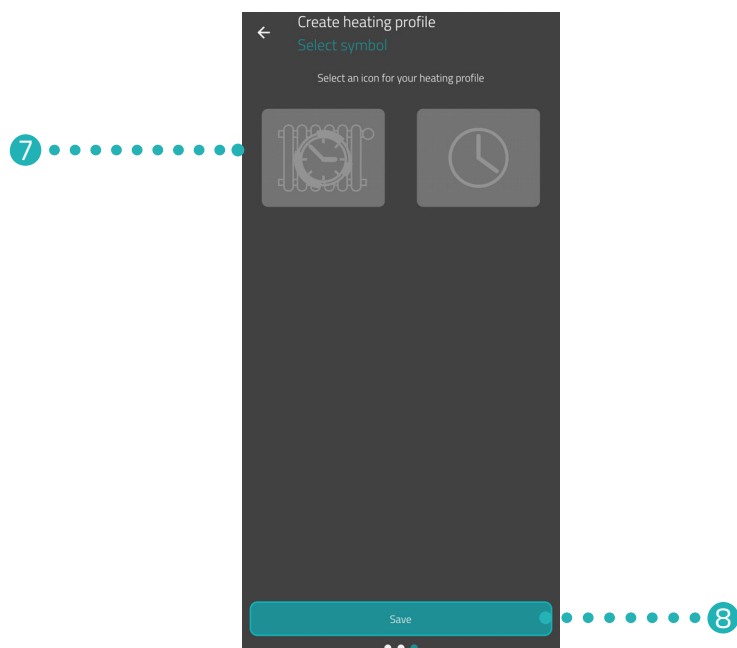 Create heating profile
Select symbol
Select an icon for your heating profile
7
Save
8